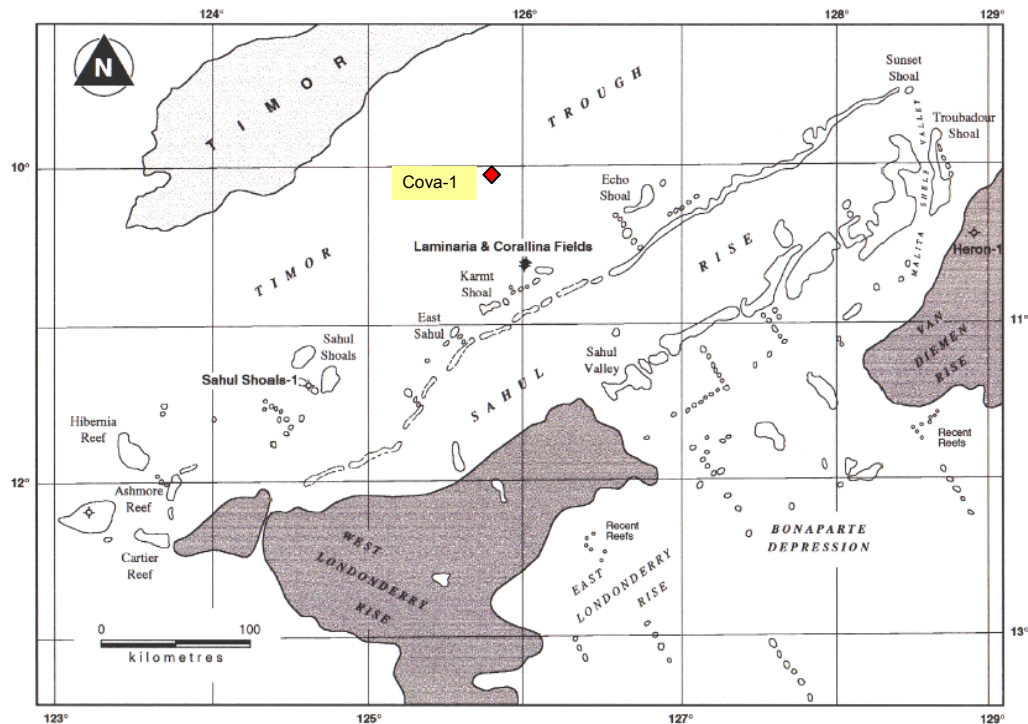 124°
126°
128°
129°
N
TIMOR
TROUGH
Sunset
Shoal
VALLEY
Troubadour
Shoal
10°
Cova-1
Echo
Shoal
SHELF
MALITA
Heron-1
Laminaria & Corallina Fields
RISE
TIMOR
Karmt
Shoal
East
Sahul
11°
Sahul
Shoals
Sahul Shoals-1
Sahul
Valley
SAHUL
VAN
DIEMEN
RISE
Hibernia
Reef
Recent
Reefs
12°
Ashmore
Reef
Cartier
Reef
WEST
LONDONDERRY
RISE
Recent
Reefs
EAST
LONDONDERRY
RISE
BONAPARTE
DEPRESSION
0 100
kilometres
13°
123°
125°
127°
129°